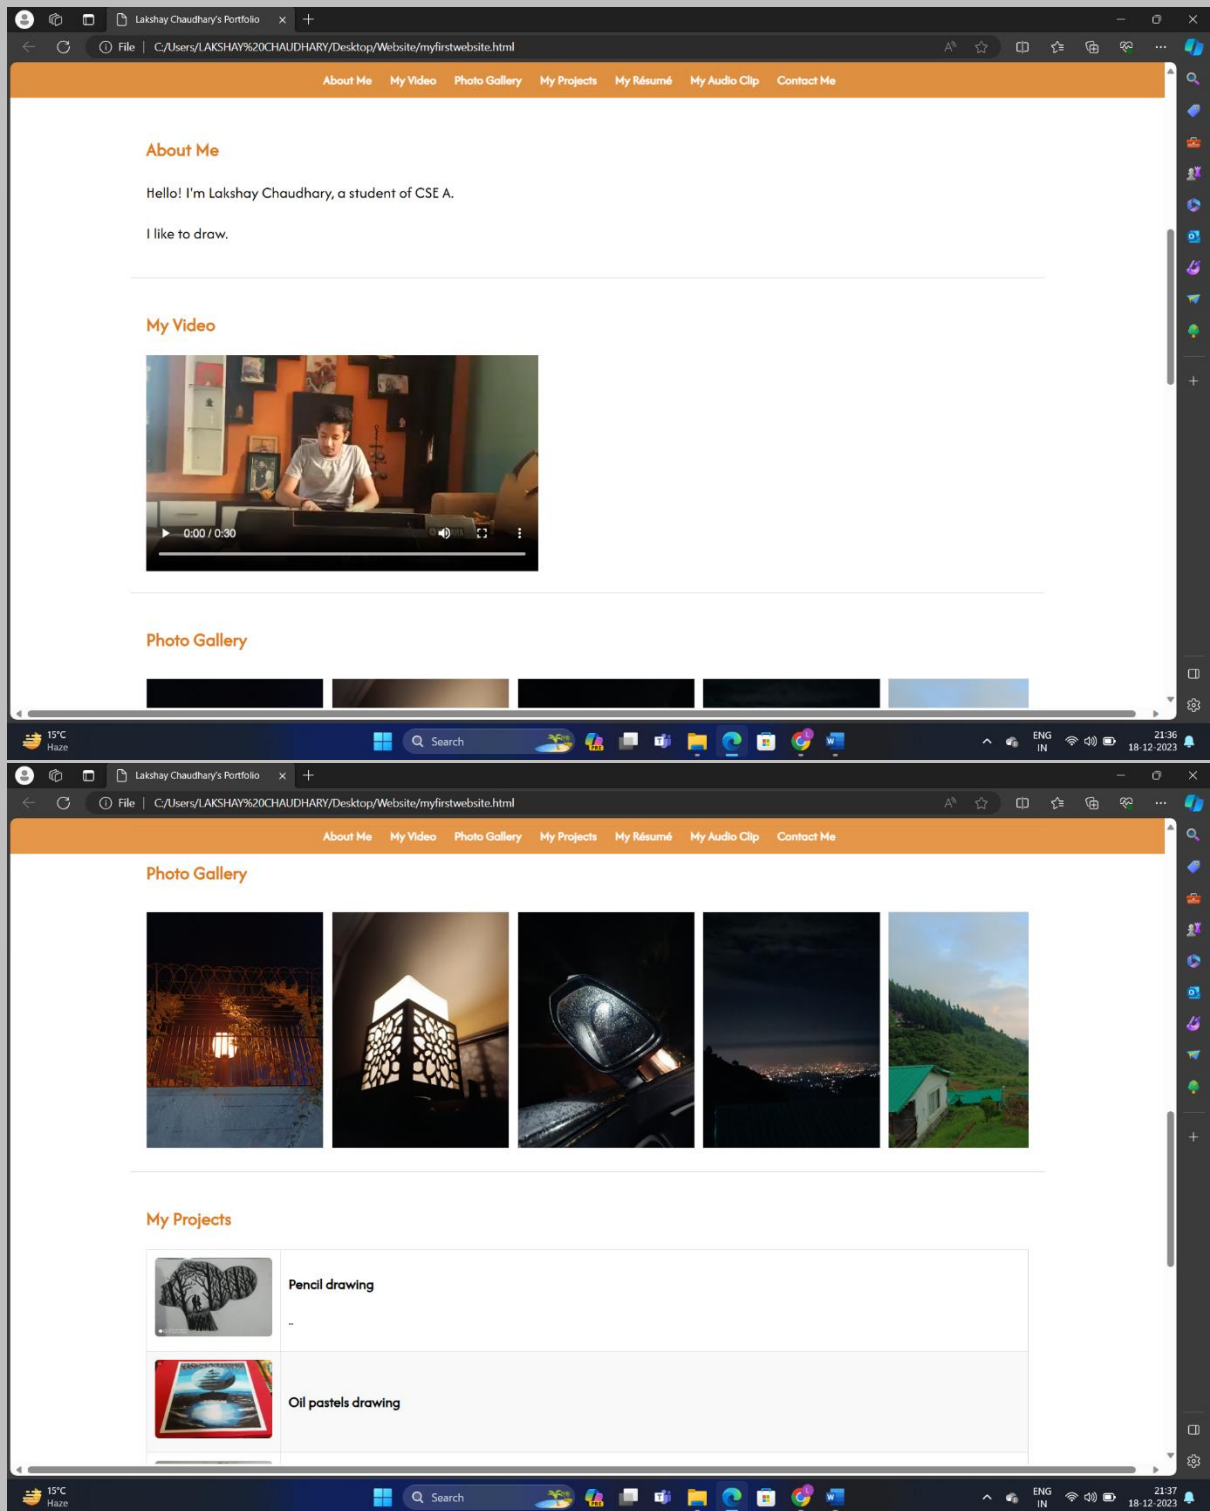 Lakshay Chaudhary's Portfolio
File | C:/Users/LAKSHAY%20CHAUDHARY/Desktop/Website/myfirstwebsite.html
About Me My Video Photo Gallery My Projects My Résumé My Audio Clip Contact Me
About Me
Hello! I'm Lakshay Chaudhary, a student of CSE A.
I like to draw.
My Video
0:00 / 0:30
Photo Gallery
15°C
Haze
Search
ENG
IN
21:36
18-12-2023
Lakshay Chaudhary's Portfolio
File | C:/Users/LAKSHAY%20CHAUDHARY/Desktop/Website/myfirstwebsite.html
About Me My Video Photo Gallery My Projects My Résumé My Audio Clip Contact Me
Photo Gallery
My Projects
Pencil drawing
..
Oil pastels drawing
15°C
Haze
Search
ENG
IN
21:37
18-12-2023